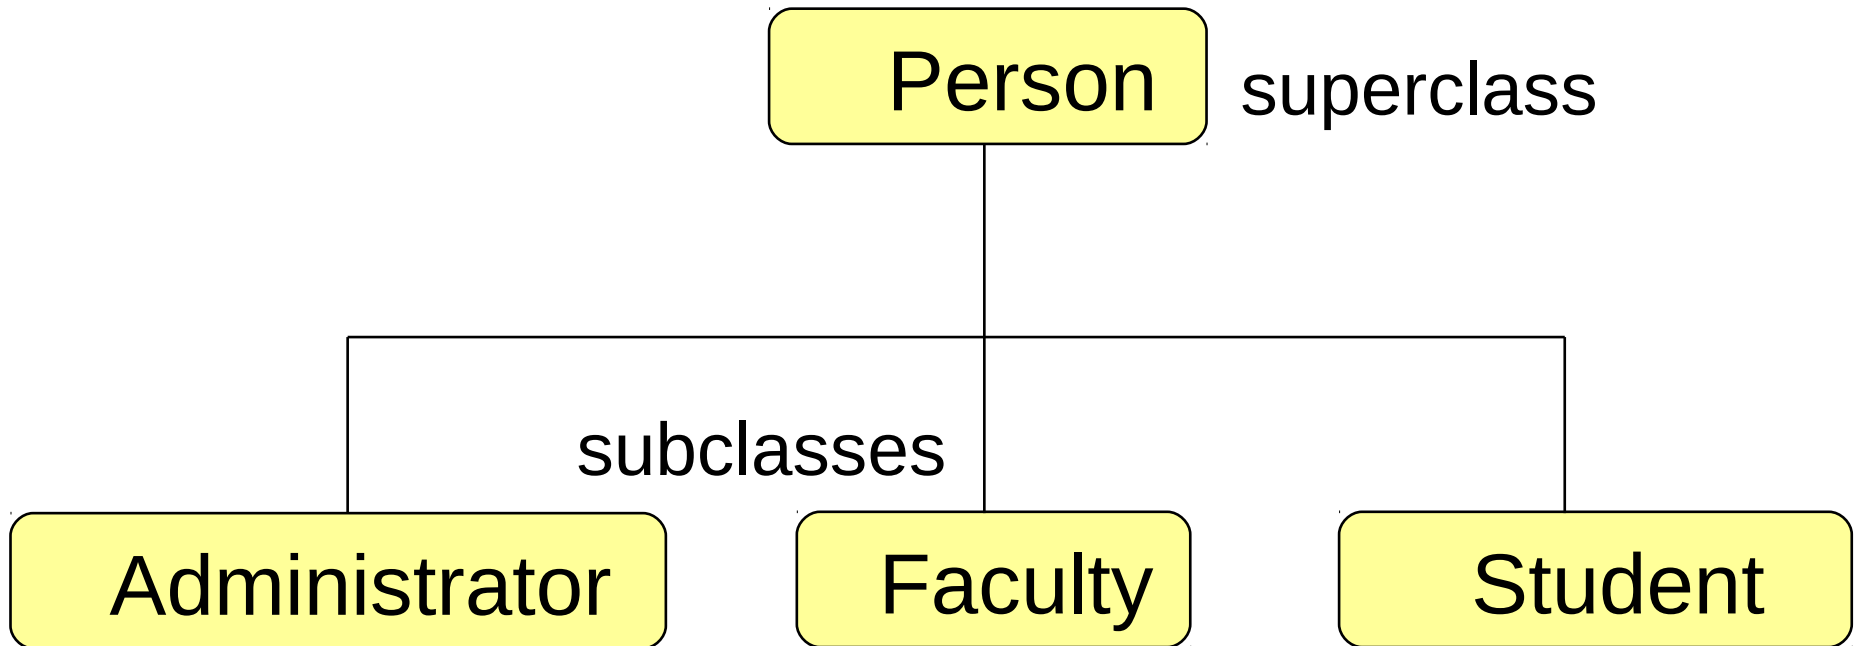 Person
superclass
subclasses
Administrator
Faculty
Student